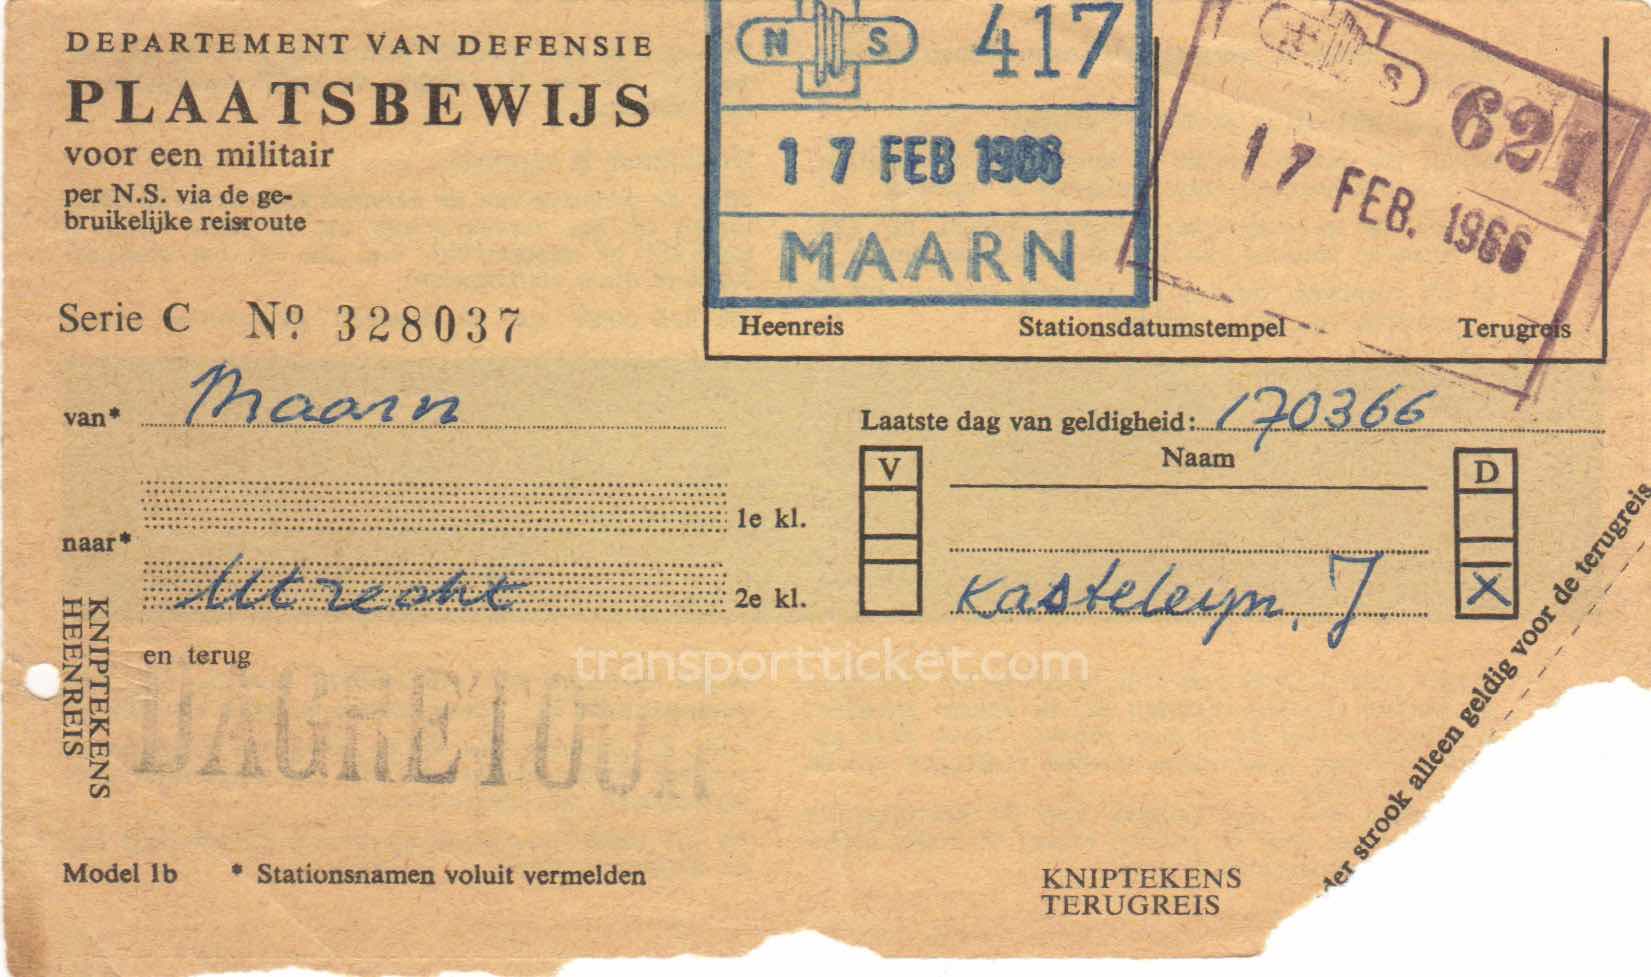 DEPARTEMENT VAN DEFENSIE
PLAATSBEWIJS
voor een militair
per N.S. via de ge-
bruikelijke reisroute
Serie C Nº 328037
N S 417
17 FEB 1966
MAARN
N S 621
17 FEB. 1966
Heenreis Stationsdatumstempel Terugreis
van* Maarn
Laatste dag van geldigheid: 170366
V Naam D
1e kl.
naar*
Utrecht 2e kl.
Kasteleyn, J. X
en terug
DAGRETOUR
KNIPTEKENS
HEENREIS
transportticket.com
Model 1b * Stationsnamen voluit vermelden
KNIPTEKENS
TERUGREIS
der strook alleen geldig voor de terugreis